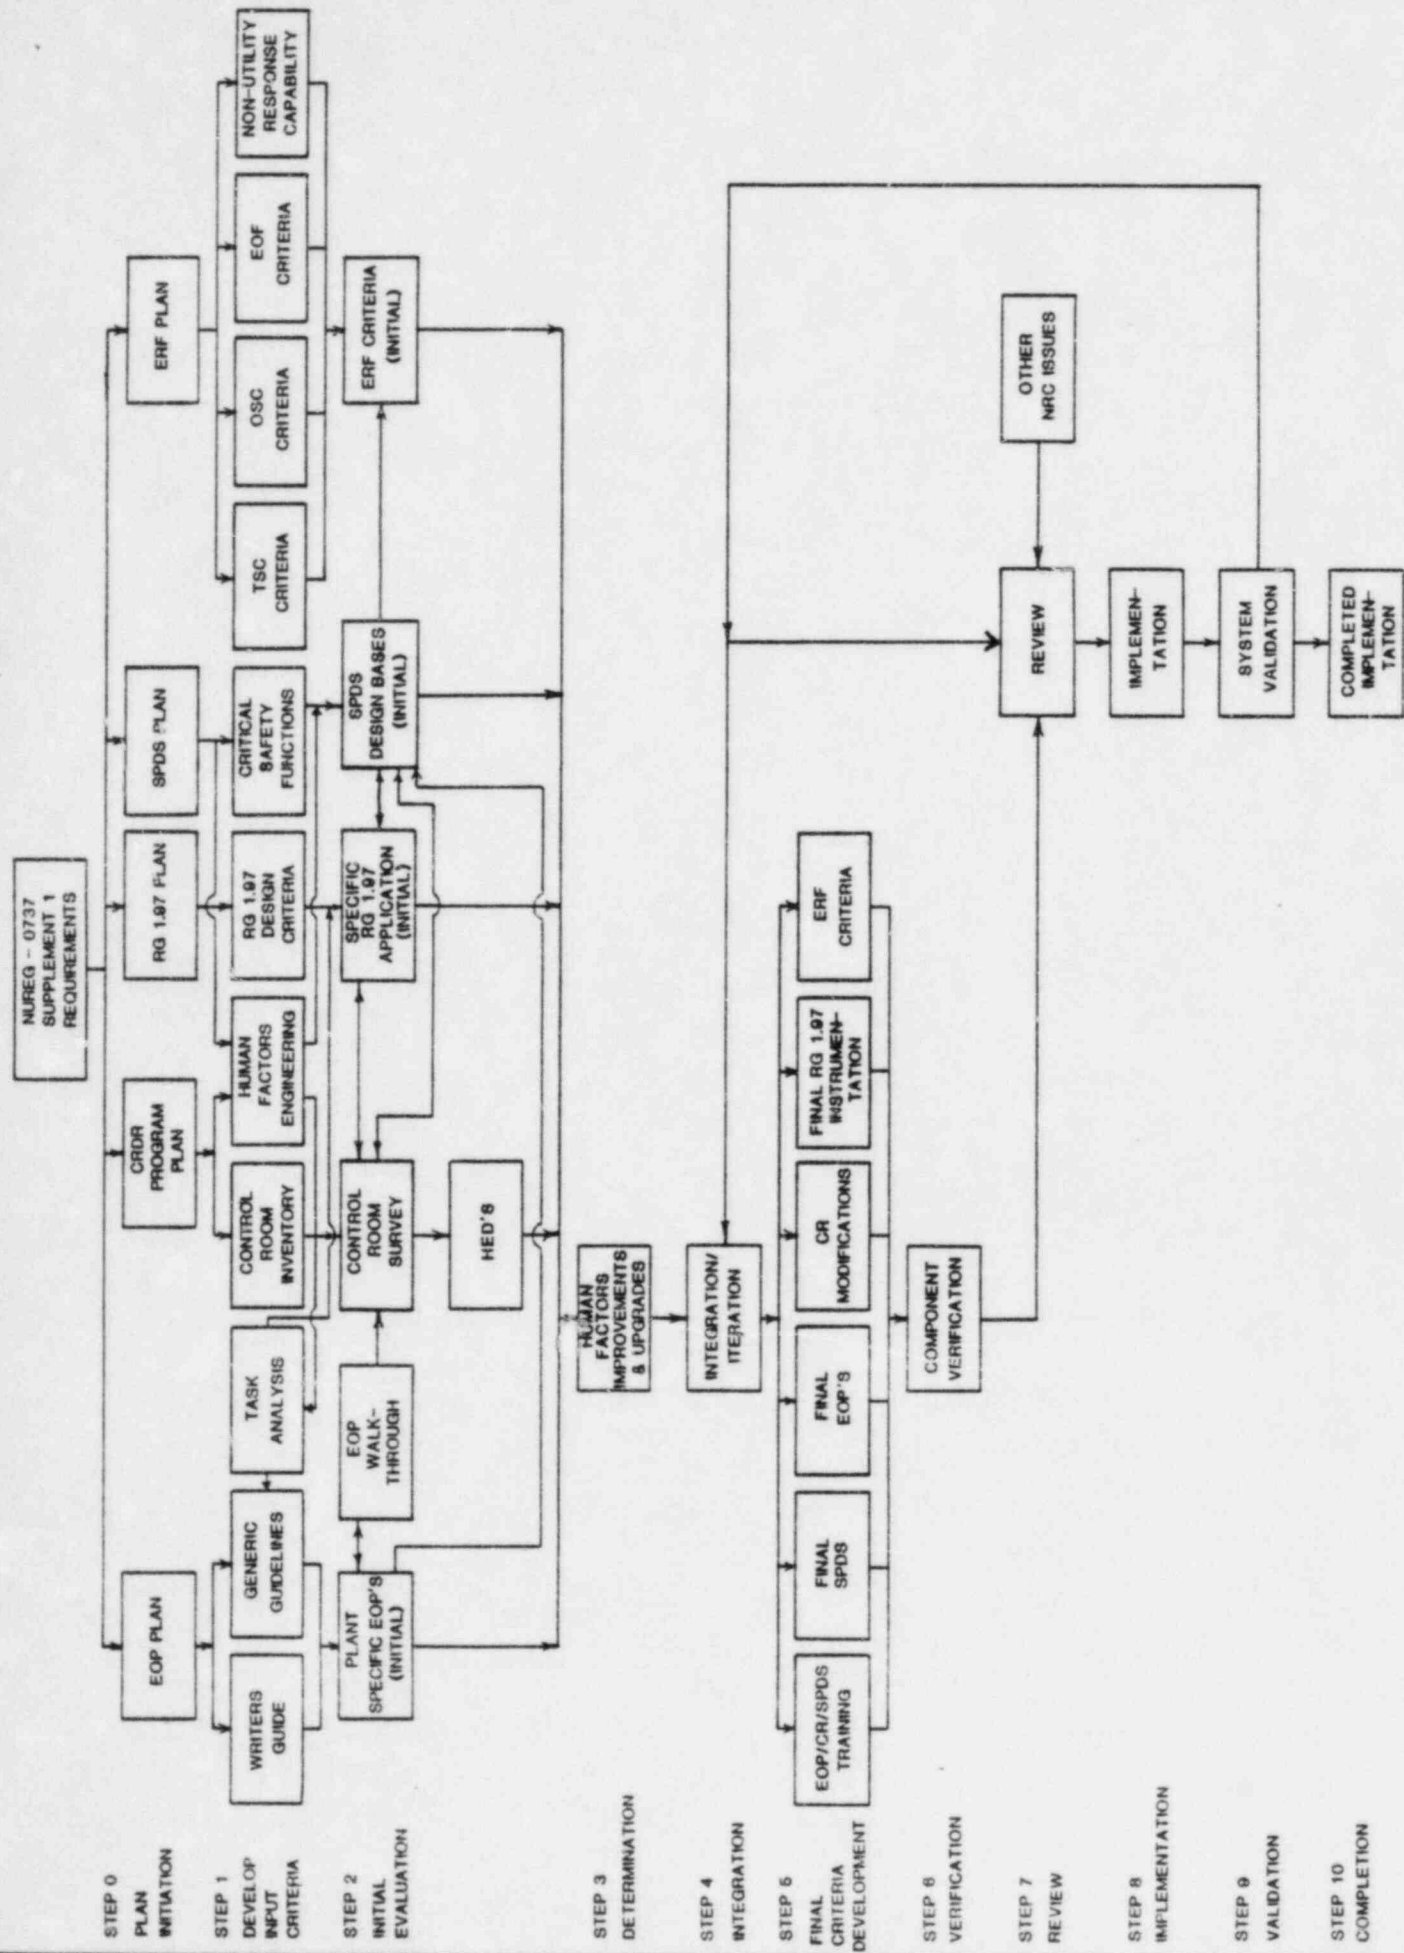 NUREG - 0737
SUPPLEMENT 1
REQUIREMENTS
STEP 0
PLAN
INITIATION
EOP PLAN
CRDR
PROGRAM
PLAN
RG 1.97 PLAN
SPDS PLAN
ERF PLAN
STEP 1
DEVELOP
INPUT
CRITERIA
WRITERS
GUIDE
GENERIC
GUIDELINES
TASK
ANALYSIS
CONTROL
ROOM
INVENTORY
HUMAN
FACTORS
ENGINEERING
RG 1.97
DESIGN
CRITERIA
CRITICAL
SAFETY
FUNCTIONS
TSC
CRITERIA
OSC
CRITERIA
EOF
CRITERIA
NON-UTILITY
RESPONSE
CAPABILITY
STEP 2
INITIAL
EVALUATION
PLANT
SPECIFIC EOP'S
(INITIAL)
EOP
WALK-
THROUGH
CONTROL
ROOM
SURVEY
SPECIFIC
RG 1.97
APPLICATION
(INITIAL)
SPDS
DESIGN BASES
(INITIAL)
ERF CRITERIA
(INITIAL)
HED'S
STEP 3
DETERMINATION
HUMAN
FACTORS
IMPROVEMENTS
& UPGRADES
STEP 4
INTEGRATION
INTEGRATION/
ITERATION
STEP 5
FINAL
CRITERIA
DEVELOPMENT
EOP/CR/SPDS
TRAINING
FINAL
SPDS
FINAL
EOP'S
CR
MODIFICATIONS
FINAL RG 1.97
INSTRUMEN-
TATION
ERF
CRITERIA
STEP 6
VERIFICATION
COMPONENT
VERIFICATION
STEP 7
REVIEW
REVIEW
OTHER
NRC ISSUES
STEP 8
IMPLEMENTATION
IMPLEMEN-
TATION
STEP 9
VALIDATION
SYSTEM
VALIDATION
STEP 10
COMPLETION
COMPLETED
IMPLEMEN-
TATION